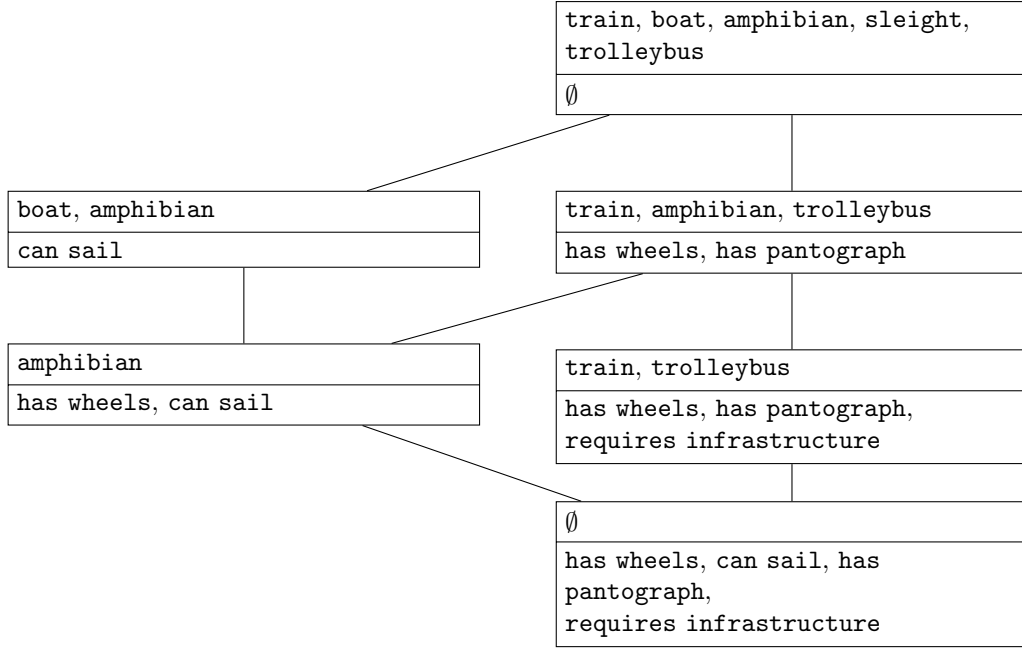 train, boat, amphibian, sleight,
trolleybus
∅
boat, amphibian
can sail
train, amphibian, trolleybus
has wheels, has pantograph
amphibian
has wheels, can sail
train, trolleybus
has wheels, has pantograph,
requires infrastructure
∅
has wheels, can sail, has
pantograph,
requires infrastructure